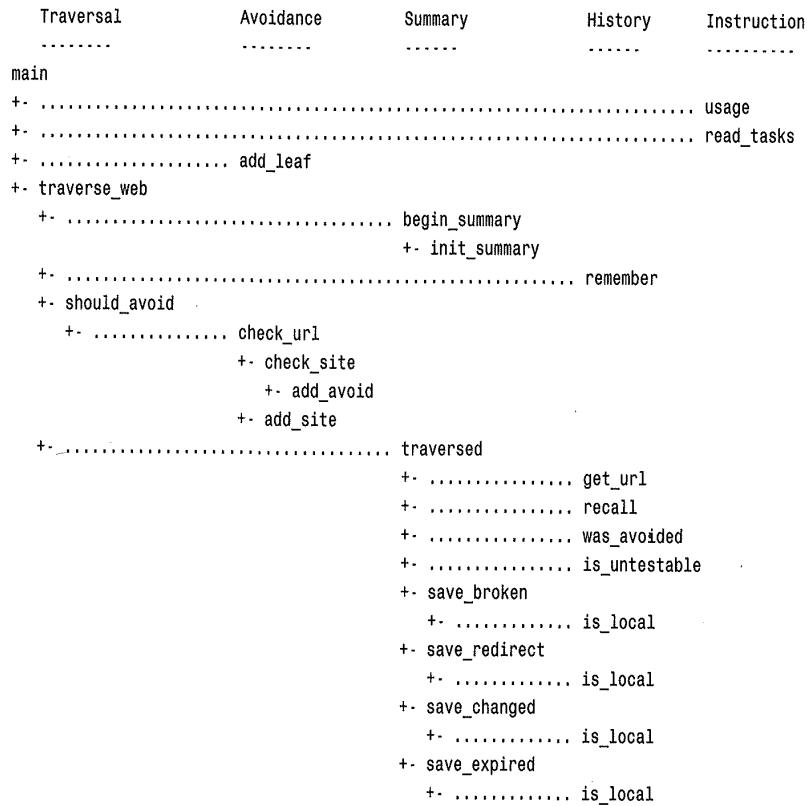 Traversal Avoidance Summary History Instruction
-------- -------- ------ ------ ----------
main
+- ........................................................................ usage
+- ........................................................................ read_tasks
+- ..................... add_leaf
+- traverse_web
+- .................................... begin_summary
+- init_summary
+- ........................................................ remember
+- should_avoid
+- ............... check_url
+- check_site
+- add_avoid
+- add_site
+- .................................... traversed
+- ................ get_url
+- ................ recall
+- ................ was_avoided
+- ................ is_untestable
+- save_broken
+- ............. is_local
+- save_redirect
+- ............. is_local
+- save_changed
+- ............. is_local
+- save_expired
+- ............. is_local